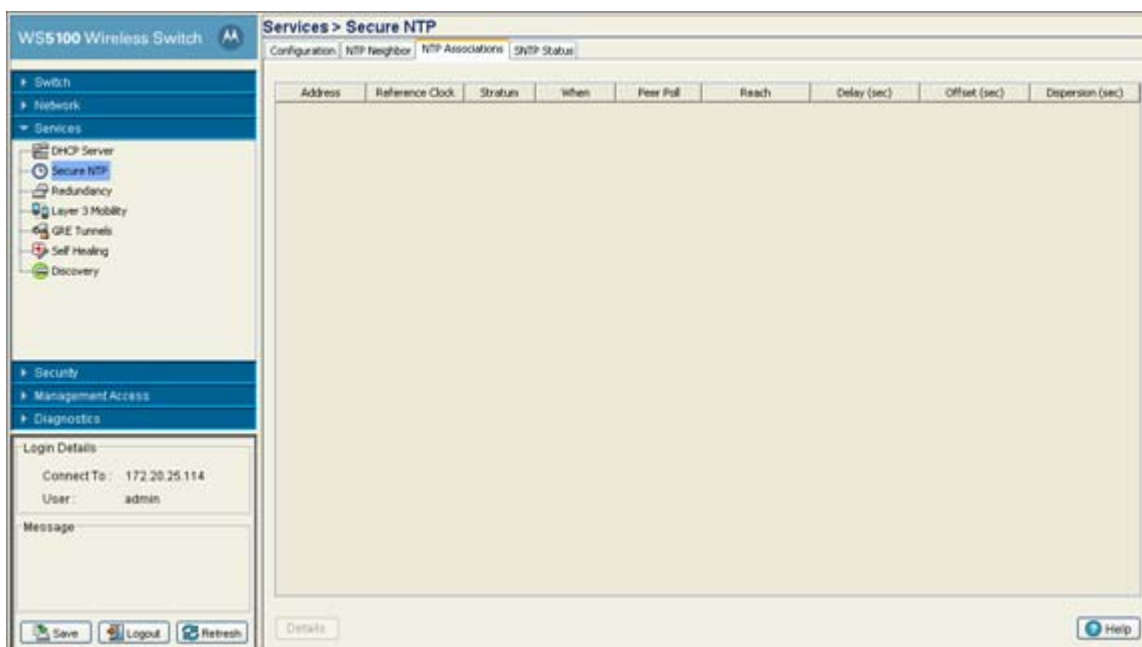 WS5100 Wireless Switch
Switch
Network
Services
DHCP Server
Secure NTP
Redundancy
Layer 3 Mobility
GRE Tunnels
Self Healing
Discovery
Security
Management Access
Diagnostics
Login Details
Connect To : 172.20.25.114
User : admin
Message
Save Logout Refresh
Services > Secure NTP
Configuration NTP Neighbor NTP Associations SNTP Status
Address Reference Clock Stratum When Peer Poll Reach Delay (sec) Offset (sec) Dispersion (sec)
Details
Help